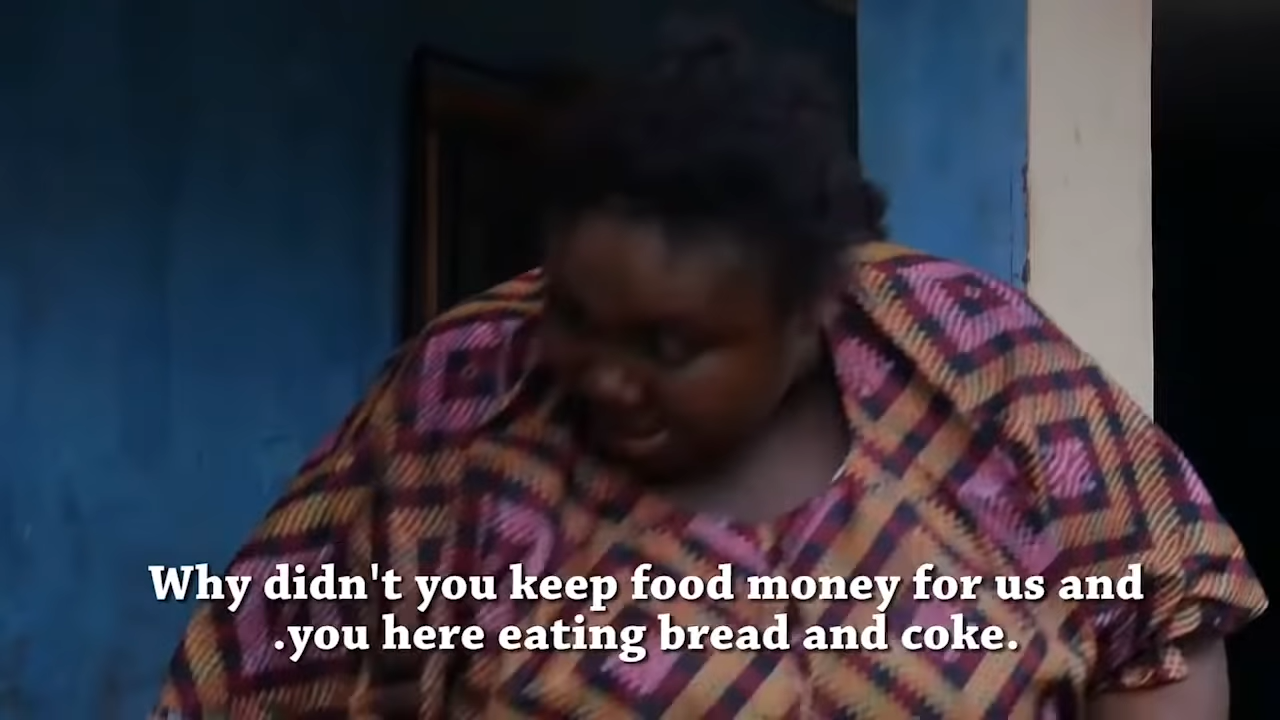 Why didn't you keep food money for us and
.you here eating bread and coke.